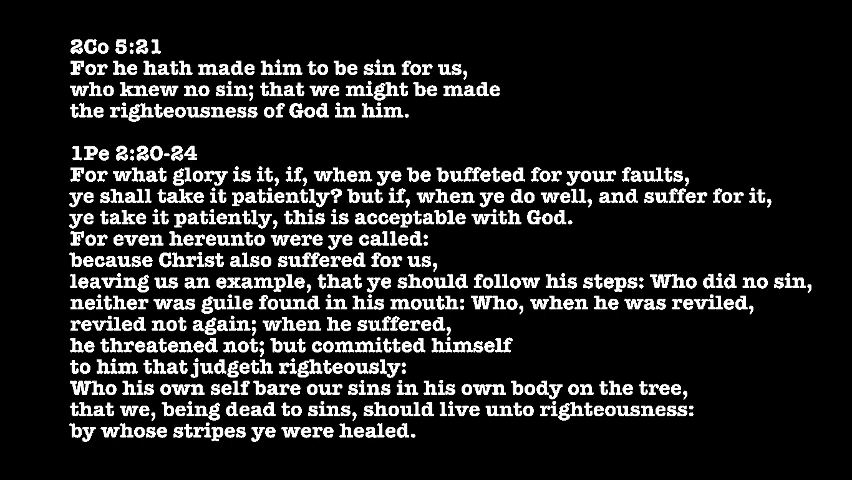 2Co 5:21
For he hath made him to be sin for us,
who knew no sin; that we might be made
the righteousness of God in him.
1Pe 2:20-24
For what glory is it, if, when ye be buffeted for your faults,
ye shall take it patiently? but if, when ye do well, and suffer for it,
ye take it patiently, this is acceptable with God.
For even hereunto were ye called:
because Christ also suffered for us,
leaving us an example, that ye should follow his steps: Who did no sin,
neither was guile found in his mouth: Who, when he was reviled,
reviled not again; when he suffered,
he threatened not; but committed himself
to him that judgeth righteously:
Who his own self bare our sins in his own body on the tree,
that we, being dead to sins, should live unto righteousness:
by whose stripes ye were healed.